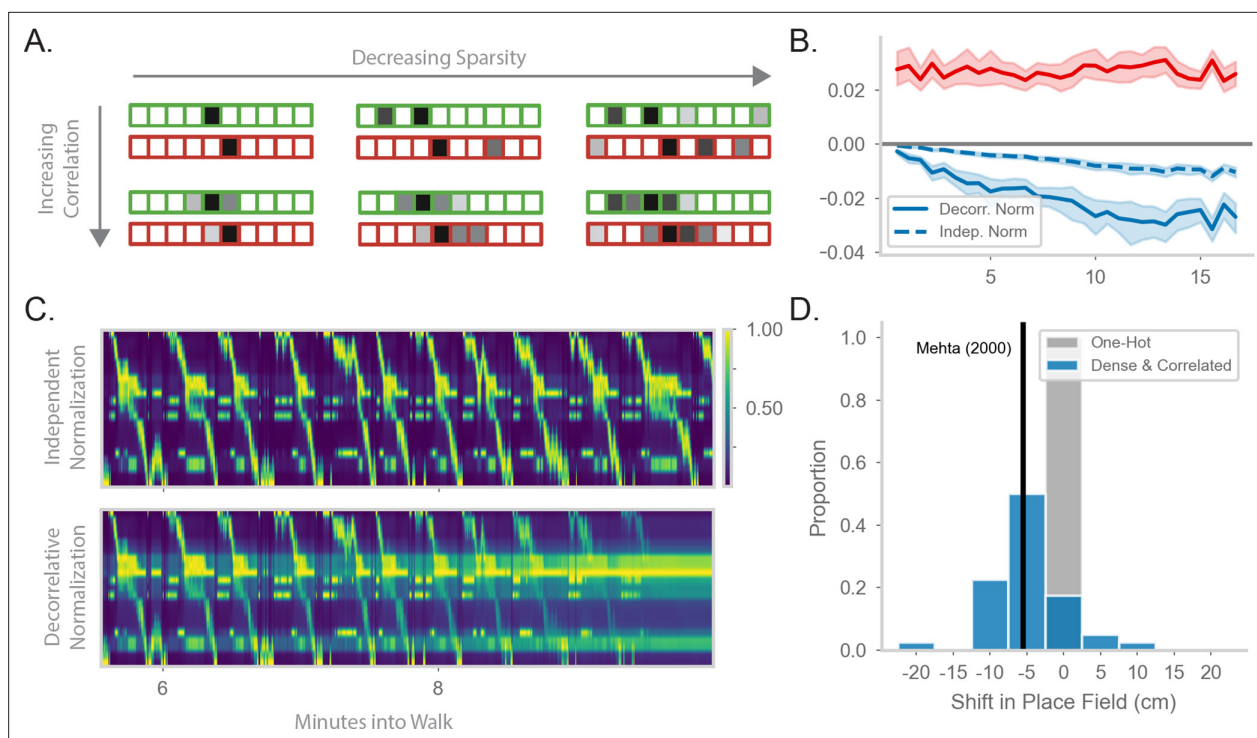 A.
Decreasing Sparsity
Increasing
Correlation
B.
0.02
0.00
−0.02
−0.04
Decorr. Norm
Indep. Norm
5
10
15
C.
Independent
Normalization
1.00
0.50
Decorrelative
Normalization
6
8
Minutes into Walk
D.
Mehta (2000)
One-Hot
Dense & Correlated
Proportion
1.0
0.8
0.6
0.4
0.2
0.0
-20
-15
-10
-5
0
5
10
15
20
Shift in Place Field (cm)